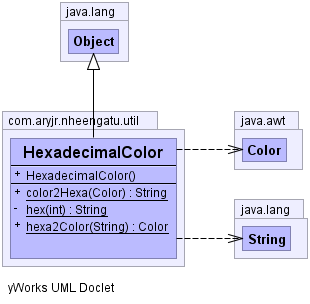 java.lang
Object
com.aryjr.nheengatu.util
HexadecimalColor
+ HexadecimalColor()
+ color2Hexa(Color) : String
- hex(int) : String
+ hexa2Color(String) : Color
java.awt
Color
java.lang
String
yWorks UML Doclet